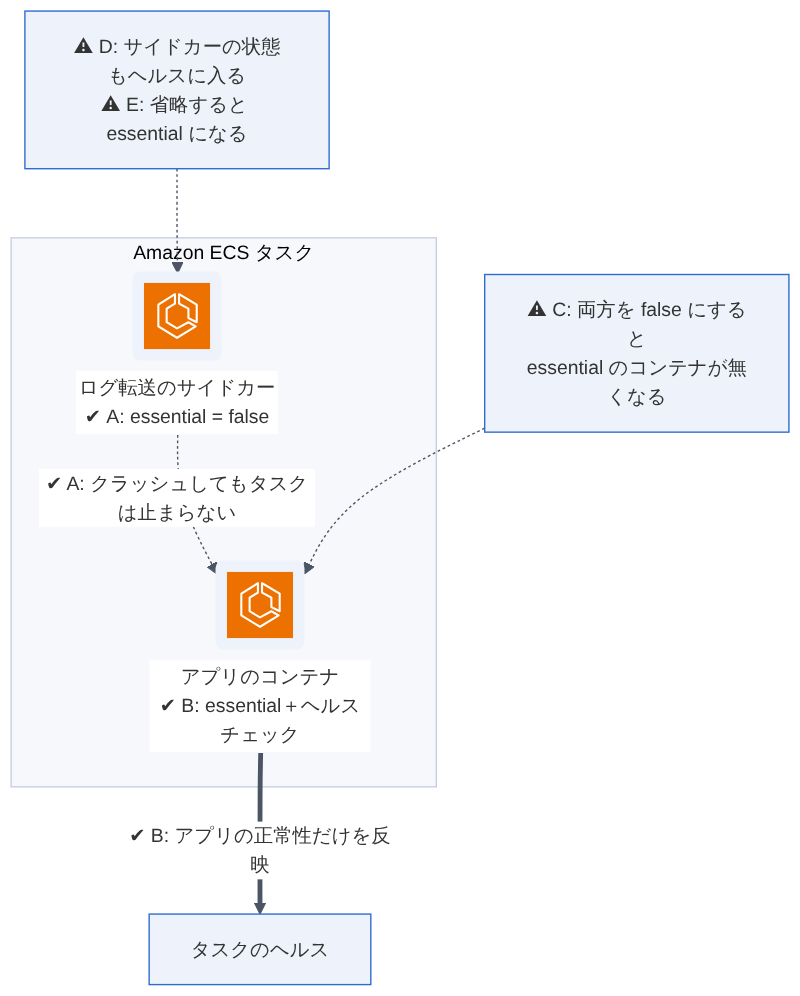 ⚠ D: サイドカーの状態
もヘルスに入る
⚠ E: 省略すると
essential になる
Amazon ECS タスク
ログ転送のサイドカー
✔ A: essential = false
⚠ C: 両方を false にする
と
essential のコンテナが無
くなる
✔ A: クラッシュしてもタスク
は止まらない
アプリのコンテナ
✔ B: essential＋ヘルス
チェック
✔ B: アプリの正常性だけを反
映
タスクのヘルス